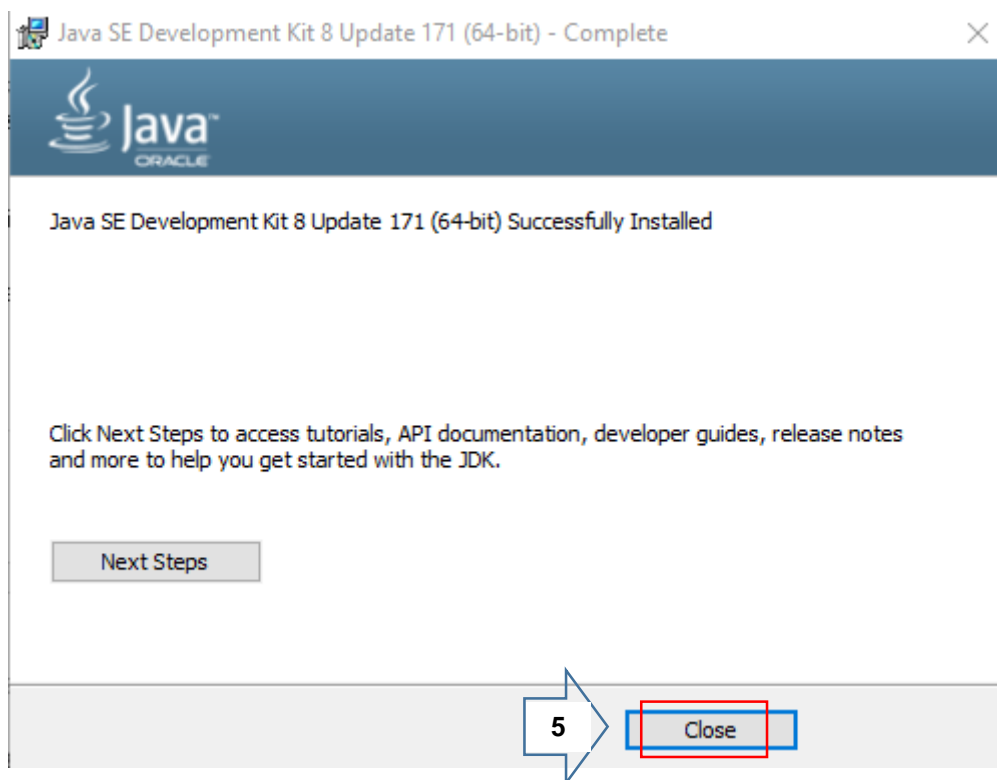 Java SE Development Kit 8 Update 171 (64-bit) - Complete
Java™
ORACLE
Java SE Development Kit 8 Update 171 (64-bit) Successfully Installed
Click Next Steps to access tutorials, API documentation, developer guides, release notes
and more to help you get started with the JDK.
Next Steps
5
Close